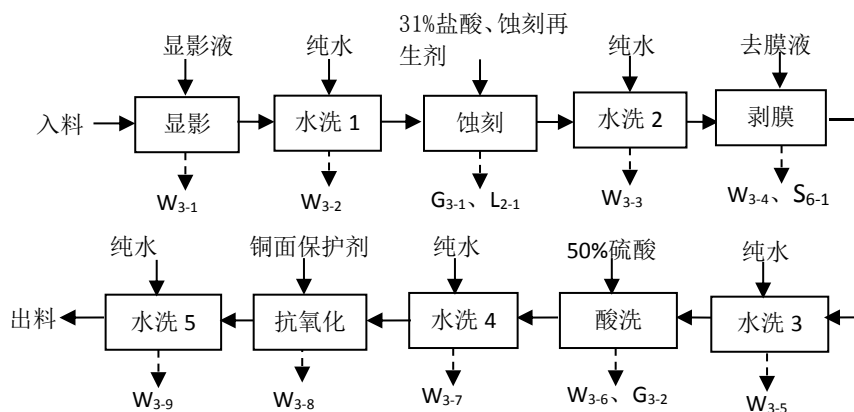 显影液
纯水
31%盐酸、蚀刻再
生剂
纯水
去膜液
入料
显影
水洗 1
蚀刻
水洗 2
剥膜
W3-1
W3-2
G3-1、L2-1
W3-3
W3-4、S6-1
纯水
铜面保护剂
纯水
50%硫酸
纯水
出料
水洗 5
抗氧化
水洗 4
酸洗
水洗 3
W3-9
W3-8
W3-7
W3-6、G3-2
W3-5